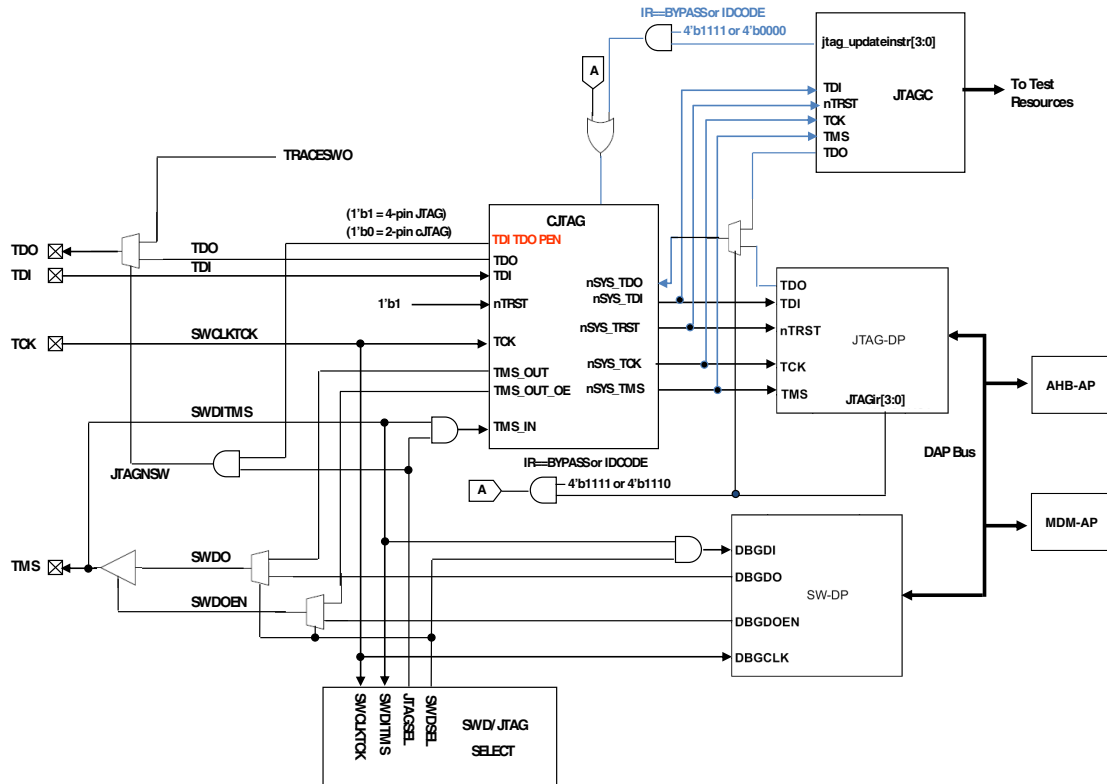 IR==BYPASS or IDCODE
4'b1111 or 4'b0000
jtag_updateinstr[3:0]
A
TDI
nTRST
TCK
TMS
TDO
JTAGC
To Test
Resources
TRACESWO
(1'b1 = 4-pin JTAG)
(1'b0 = 2-pin cJTAG)
CJTAG
TDI TDO PEN
TDO
TDI
nTRST
TCK
TMS_OUT
TMS_OUT_OE
TMS_IN
nSYS_TDO
nSYS_TDI
nSYS_TRST
nSYS_TCK
nSYS_TMS
TDO
TDO
TDI
TDI
1'b1
TCK
SWCLKTCK
SWDITMS
JTAGNSW
TDO
TDI
nTRST
TCK
TMS
JTAG-DP
JTAGir[3:0]
AHB-AP
DAP Bus
IR==BYPASS or IDCODE
A
4'b1111 or 4'b1110
MDM-AP
TMS
SWDO
SWDOEN
DBGDI
DBGDO
SW-DP
DBGDOEN
DBGCLK
SWCLKTCK
SWDITMS
JTAGSEL
SWDSEL
SWD/JTAG
SELECT